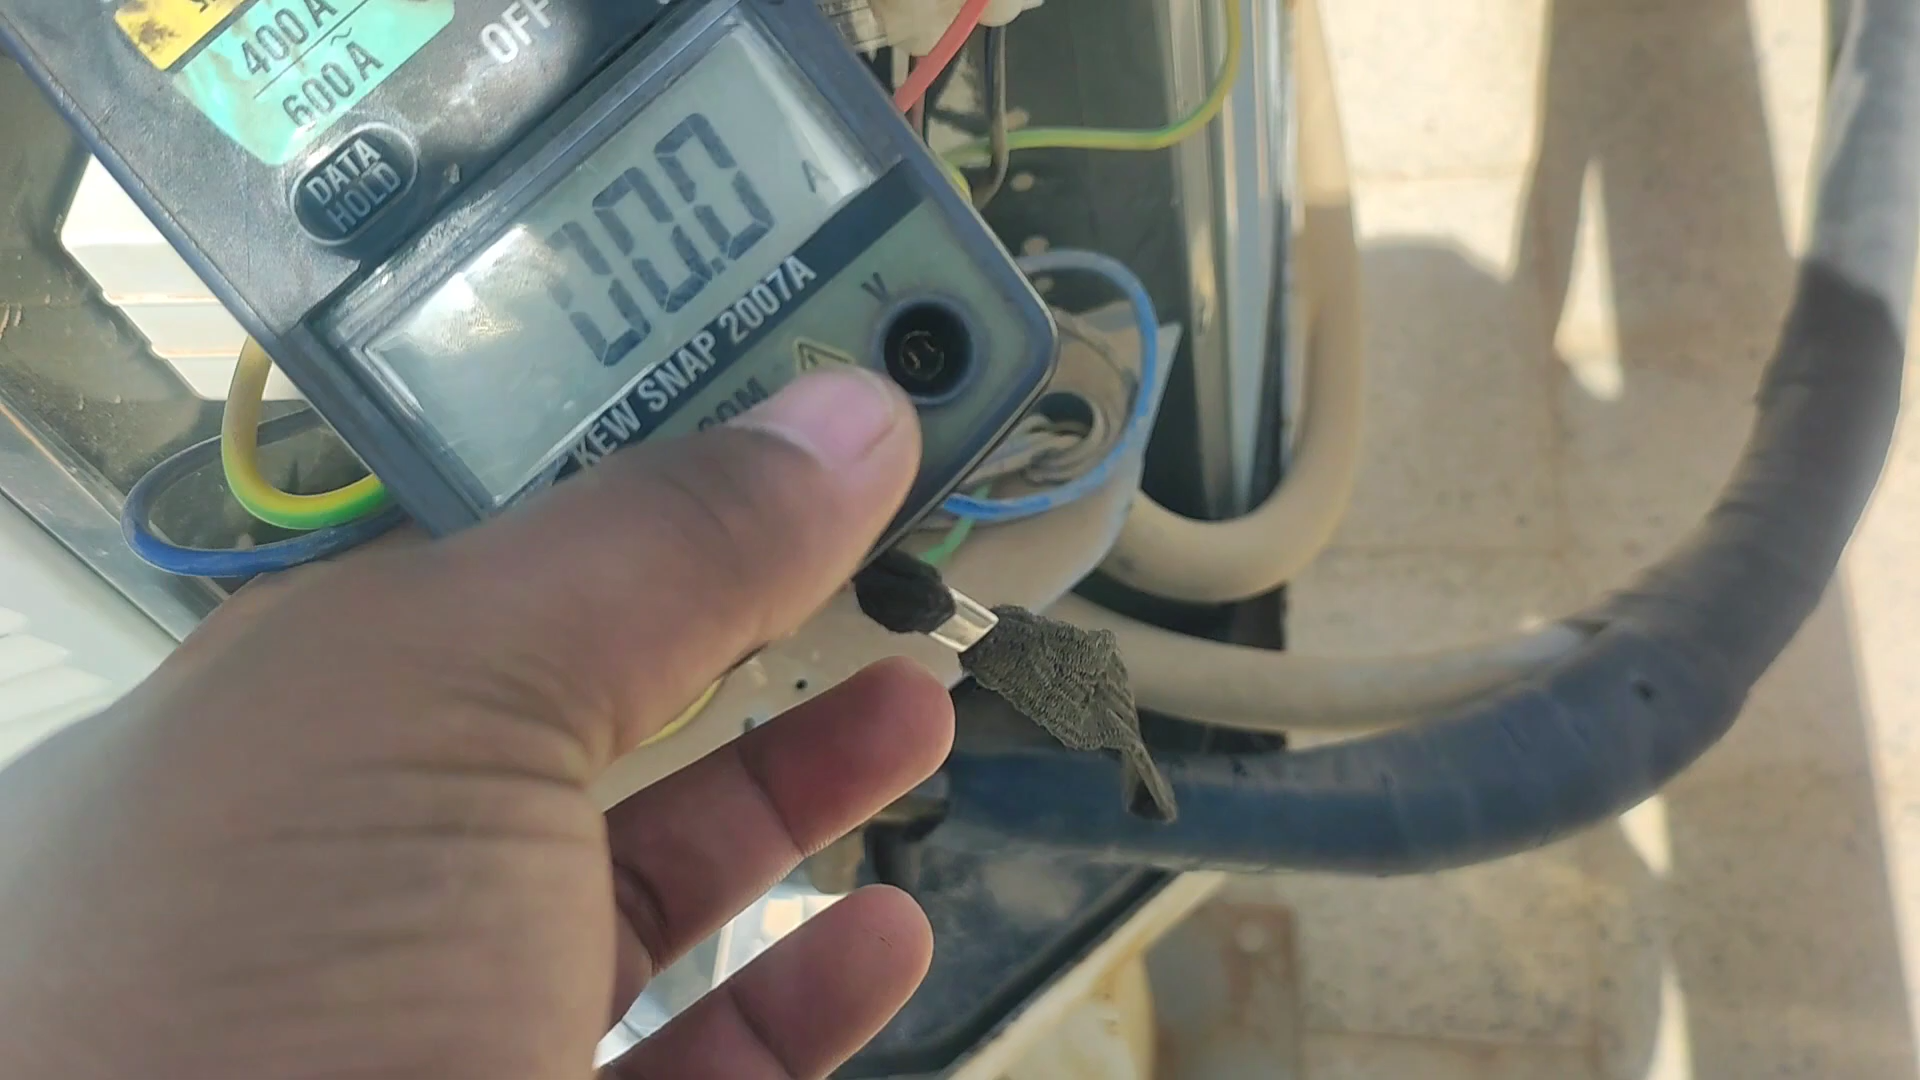 400A
~
600A
OFF
DATA
HOLD
00.0 A
KEW SNAP 2007A
V
COM